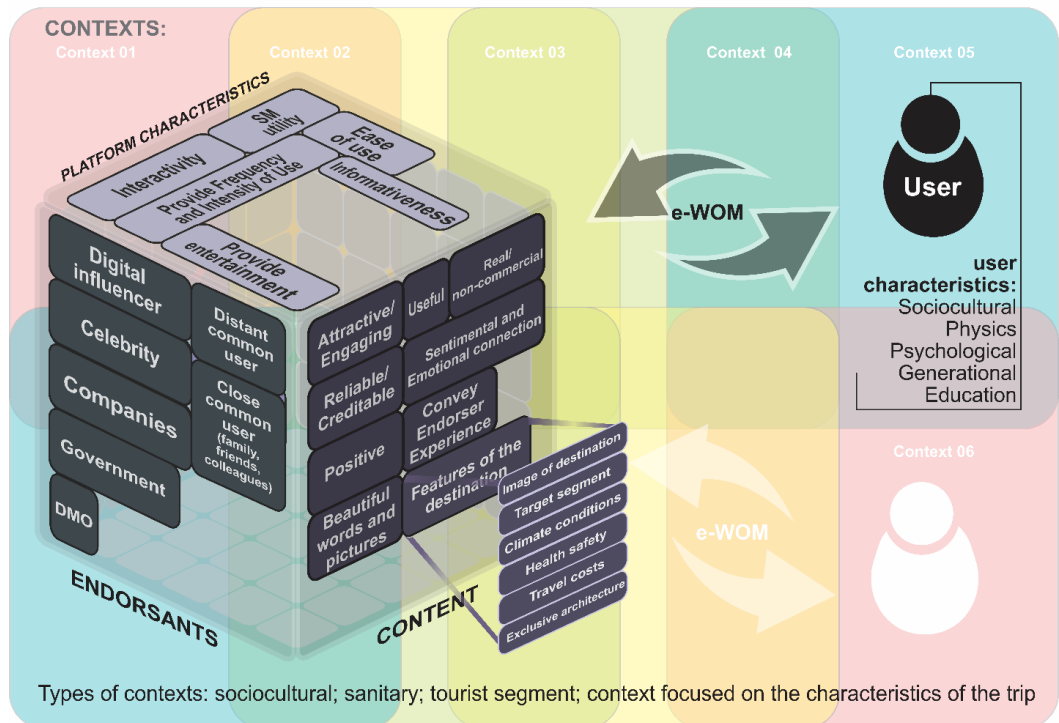 CONTEXTS:
Context 01
Context 02
Context 03
Context 04
Context 05
PLATFORM CHARACTERISTICS
SM
utility
Ease
of use
Interactivity
Provide Frequency
and Intensity of Use
Informativeness
Provide
entertainment
Digital
influencer
Celebrity
Companies
Government
DMO
Distant
common
user
Close
common
user
(family,
friends,
colleagues)
ENDORSANTS
Attractive/
Engaging
Useful
Real/
non-commercial
Reliable/
Creditable
Sentimental and
Emotional connection
Positive
Convey
Endorser
Experience
Beautiful
words and
pictures
Features of the
destination
CONTENT
Image of destination
Target segment
Climate conditions
Health safety
Travel costs
Exclusive architecture
e-WOM
User
user
characteristics:
Sociocultural
Physics
Psychological
Generational
Education
Context 06
e-WOM
Types of contexts: sociocultural; sanitary; tourist segment; context focused on the characteristics of the trip